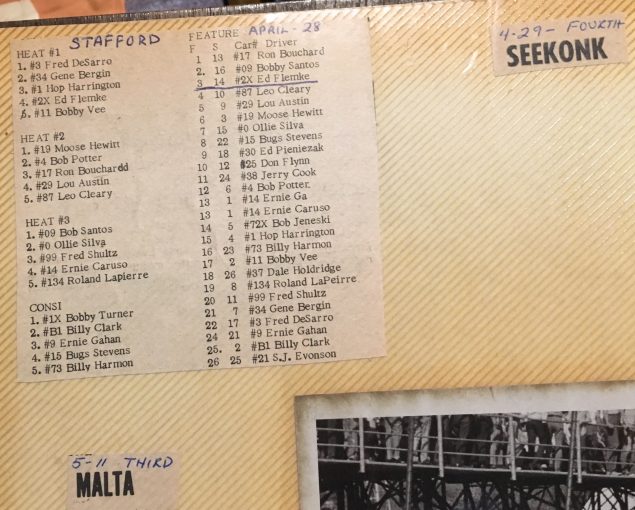 STAFFORD
HEAT #1
1. #3 Fred DeSarro
2. #34 Gene Bergin
3. #1 Hop Harrington
4. #2X Ed Flemke
5. #11 Bobby Vee
HEAT #2
1. #19 Moose Hewitt
2. #4 Bob Potter
3. #17 Ron Bouchardd
4. #29 Lou Austin
5. #87 Leo Cleary
HEAT #3
1. #09 Bob Santos
2. #0 Ollie Silva
3. #99 Fred Shultz
4. #14 Ernie Caruso
5. #134 Roland Lapierre
CONSI
1. #1X Bobby Turner
2. #B1 Billy Clark
3. #9 Ernie Gahan
4. #15 Bugs Stevens
5. #73 Billy Harmon
FEATURE APRIL - 28
F S Car# Driver
1 13 #17 Ron Bouchard
2. 16 #09 Bobby Santos
3 14 #2X Ed Flemke
4 10 #87 Leo Cleary
5 9 #29 Lou Austin
6 3 #19 Moose Hewitt
7 15 #0 Ollie Silva
8 22 #15 Bugs Stevens
9 18 #30 Ed Pieniezak
10 12 #25 Don Flynn
11 24 #38 Jerry Cook
12 6 #4 Bob Potter.
13 1 #14 Ernie Ga
13 1 #14 Ernie Caruso
14 5 #72X Bob Jeneski
15 4 #1 Hop Harrington
16 23 #73 Billy Harmon
17 2 #11 Bobby Vee
18 26 #37 Dale Holdridge
19 8 #134 Roland LaPeirre
20 11 #99 Fred Shultz
21 7 #34 Gene Bergin
22 17 #3 Fred DeSarro
24 21 #9 Ernie Gahan
25. 2 #B1 Billy Clark
26 25 #21 S.J. Evonson
4-29- FOURTH
SEEKONK
5-11 THIRD
MALTA